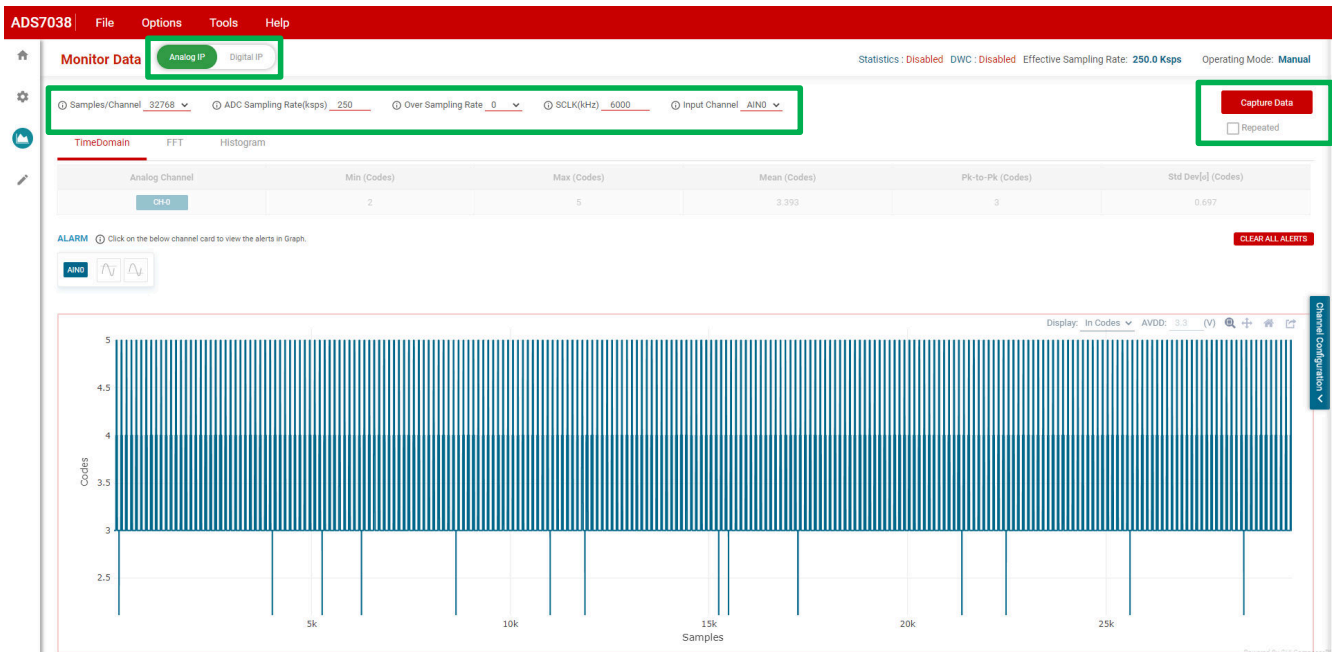 ADS7038 File Options Tools Help
Monitor Data Analog IP Digital IP Statistics : Disabled DWC : Disabled Effective Sampling Rate: 250.0 Ksps Operating Mode: Manual
Samples/Channel 32768 ADC Sampling Rate(ksps) 250 Over Sampling Rate 0 SCLK(kHz) 6000 Input Channel AIN0 Capture Data
Repeated
TimeDomain FFT Histogram
Analog Channel Min (Codes) Max (Codes) Mean (Codes) Pk-to-Pk (Codes) Std Dev[σ] (Codes)
CH-0 2 5 3.393 3 0.697
ALARM Click on the below channel card to view the alerts in Graph. CLEAR ALL ALERTS
AIN0
Channel Configuration
Display: In Codes AVDD: 3.3 (V)
5
4.5
4
Codes
3.5
3
2.5
5k 10k 15k 20k 25k
Samples